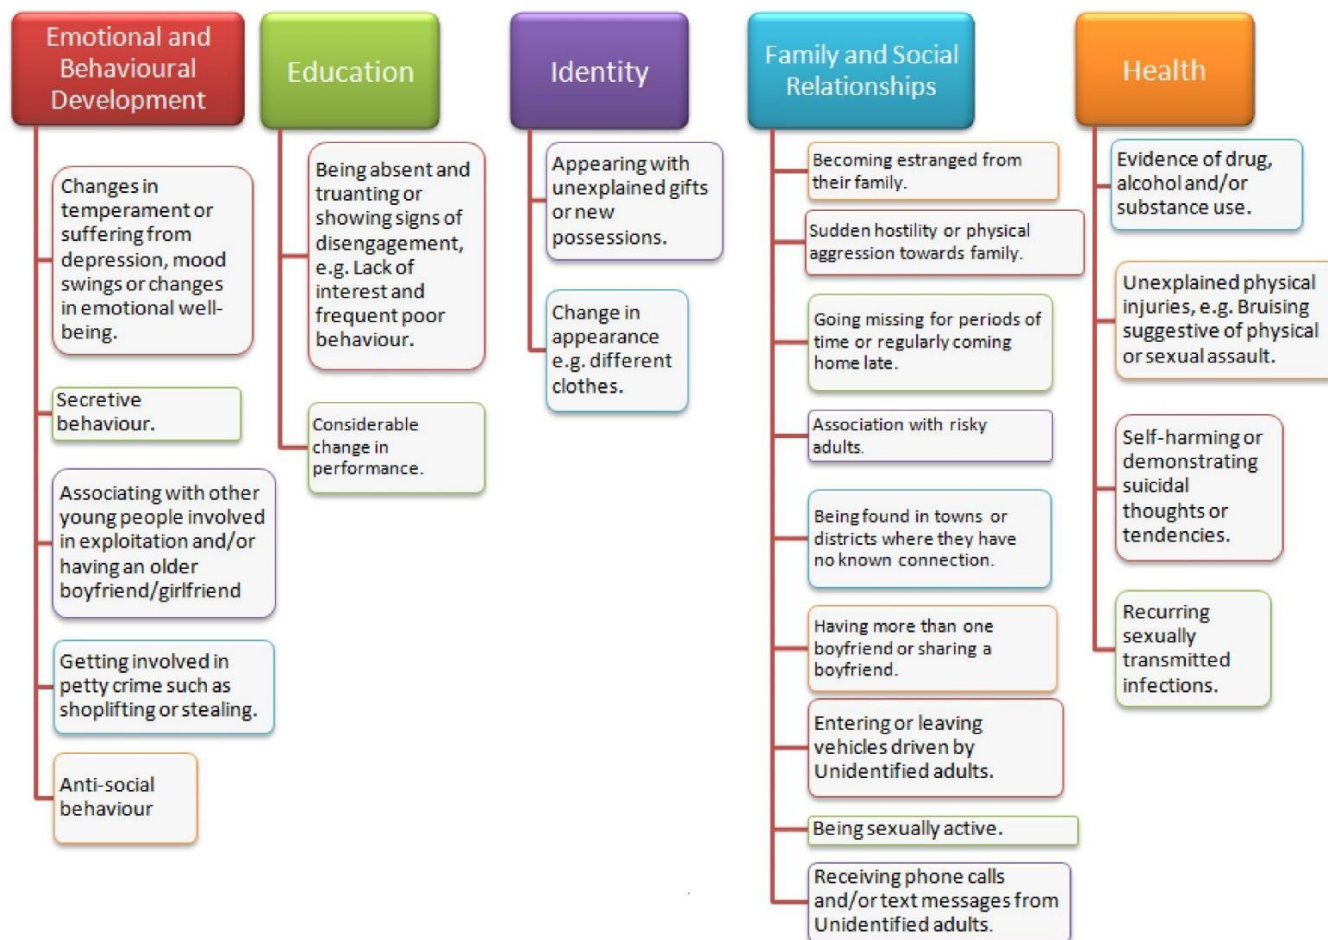 Emotional and
Behavioural
Development
Changes in
temperament or
suffering from
depression, mood
swings or changes
in emotional well-
being.
Secretive
behaviour.
Associating with other
young people involved
in exploitation and/or
having an older
boyfriend/girlfriend
Getting involved in
petty crime such as
shoplifting or stealing.
Anti-social
behaviour
Education
Being absent and
truanting or
showing signs of
disengagement,
e.g. Lack of
interest and
frequent poor
behaviour.
Considerable
change in
performance.
Identity
Appearing with
unexplained gifts
or new
possessions.
Change in
appearance
e.g. different
clothes.
Family and Social
Relationships
Becoming estranged from
their family.
Sudden hostility or physical
aggression towards family.
Going missing for periods of
time or regularly coming
home late.
Association with risky
adults.
Being found in towns or
districts where they have
no known connection.
Having more than one
boyfriend or sharing a
boyfriend.
Entering or leaving
vehicles driven by
Unidentified adults.
Being sexually active.
Receiving phone calls
and/or text messages from
Unidentified adults.
Health
Evidence of drug,
alcohol and/or
substance use.
Unexplained physical
injuries, e.g. Bruising
suggestive of physical
or sexual assault.
Self-harming or
demonstrating
suicidal
thoughts or
tendencies.
Recurring
sexually
transmitted
infections.